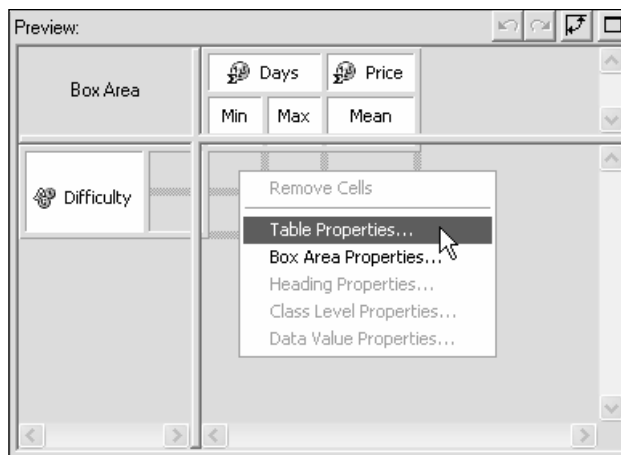 Preview:
Box Area
Days
Price
Min
Max
Mean
Difficulty
Remove Cells
Table Properties...
Box Area Properties...
Heading Properties...
Class Level Properties...
Data Value Properties...